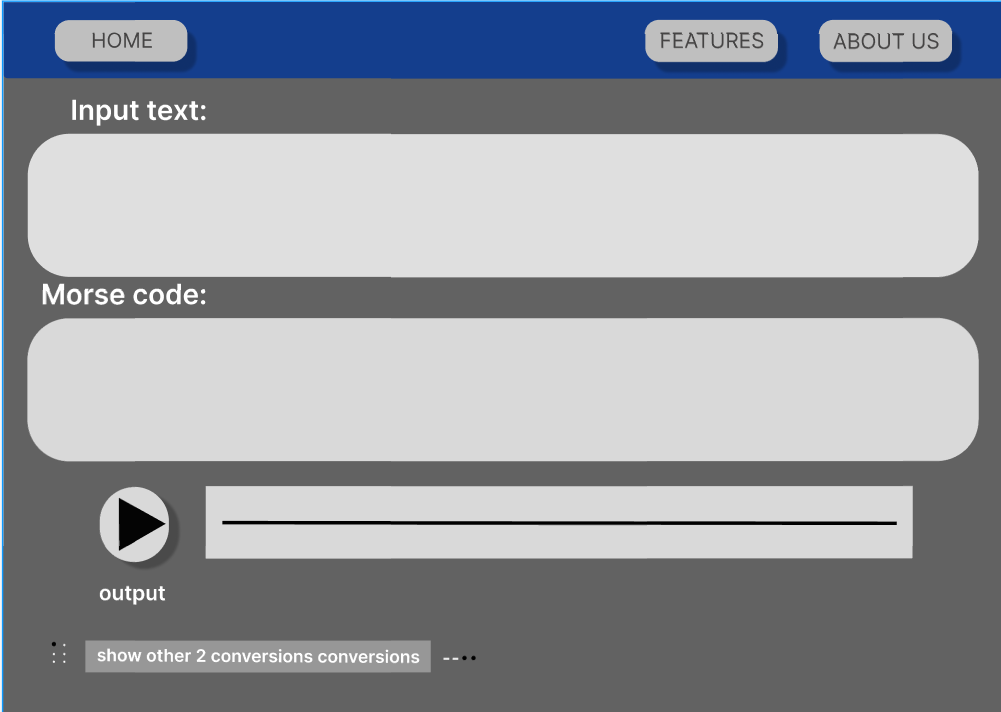 HOME
FEATURES
ABOUT US
Input text:
Morse code:
output
show other 2 conversions conversions
--••